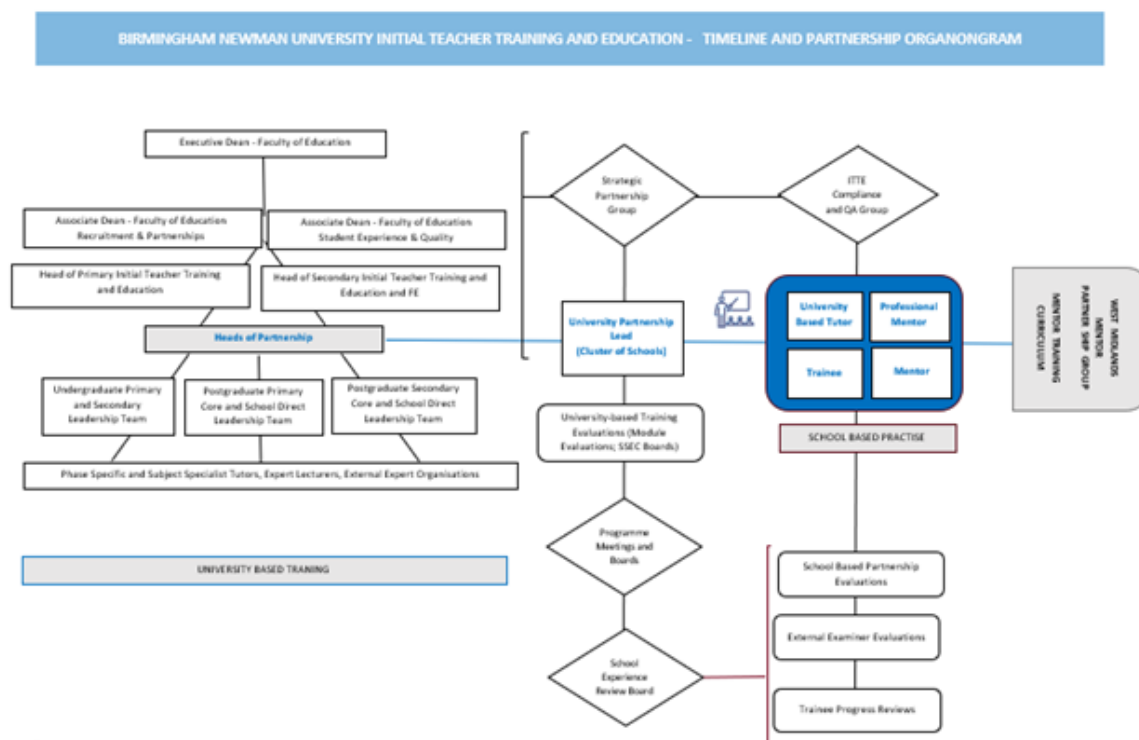 BIRMINGHAM NEWMAN UNIVERSITY INITIAL TEACHER TRAINING AND EDUCATION - TIMELINE AND PARTNERSHIP ORGANONGRAM
Executive Dean - Faculty of Education
Associate Dean - Faculty of Education
Recruitment & Partnerships
Associate Dean - Faculty of Education
Student Experience & Quality
Head of Primary Initial Teacher Training
and Education
Head of Secondary Initial Teacher Training and
Education and FE
Heads of Partnership
Undergraduate Primary
and Secondary
Leadership Team
Postgraduate Primary
Core and School Direct
Leadership Team
Postgraduate Secondary
Core and School Direct
Leadership Team
Phase Specific and Subject Specialist Tutors, Expert Lecturers, External Expert Organisations
UNIVERSITY BASED TRANING
Strategic
Partnership
Group
ITTE
Compliance
and QA Group
University Partnership
Lead
(Cluster of Schools)
University
Based Tutor
Professional
Mentor
Trainee
Mentor
WEST MIDLANDS
MENTOR
PARTNER SHIP GROUP
MENTOR TRAINING
CURRICULUM
University-based Training
Evaluations (Module
Evaluations; SSEC Boards)
SCHOOL BASED PRACTISE
Programme
Meetings and
Boards
School Based Partnership
Evaluations
External Examiner Evaluations
School
Experience
Review Board
Trainee Progress Reviews